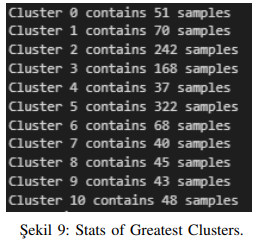 Cluster 0 contains 51 samples
Cluster 1 contains 70 samples
Cluster 2 contains 242 samples
Cluster 3 contains 168 samples
Cluster 4 contains 37 samples
Cluster 5 contains 322 samples
Cluster 6 contains 68 samples
Cluster 7 contains 40 samples
Cluster 8 contains 45 samples
Cluster 9 contains 43 samples
Cluster 10 contains 48 samples
Şekil 9: Stats of Greatest Clusters.